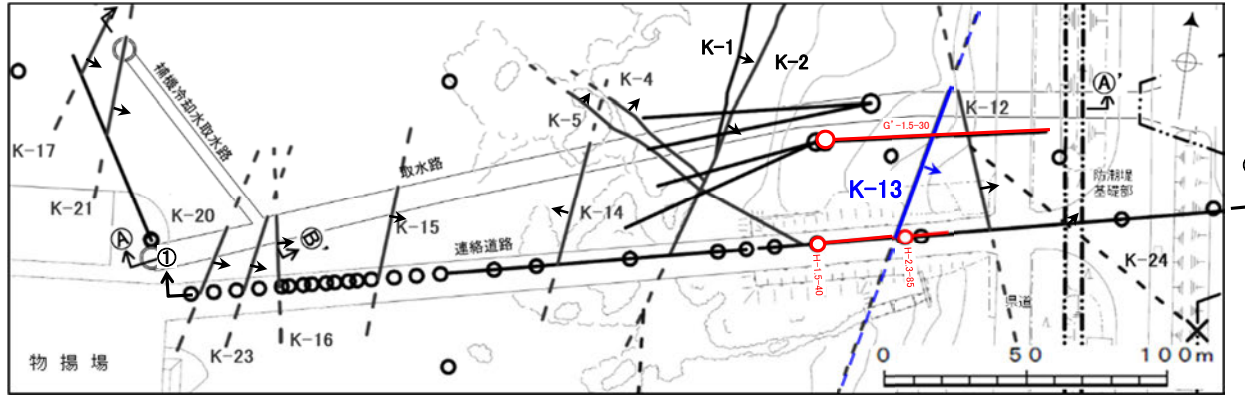 K-1
K-2
K-4
K-5
K-12
G'-1.5-30
K-17
補機冷却水取水路
取水路
K-13
防潮堤
基礎部
Ⓐ'
K-21
K-20
K-15
K-14
連絡道路
Ⓐ
①
Ⓑ'
H-1.5-40
H-2.3-85
K-24
県道
K-23
K-16
物揚場
0 50 100m